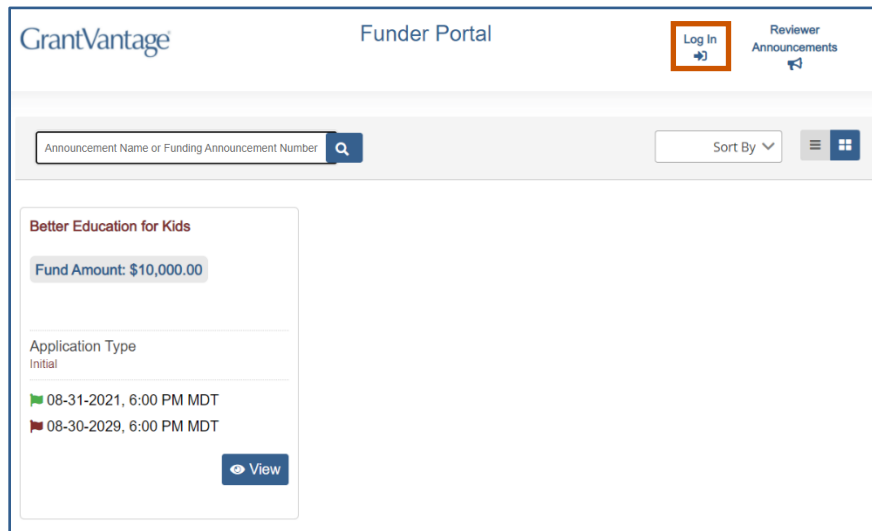 GrantVantage
Funder Portal
Log In
Reviewer
Announcements
Announcement Name or Funding Announcement Number
Sort By
Better Education for Kids
Fund Amount: $10,000.00
Application Type
Initial
08-31-2021, 6:00 PM MDT
08-30-2029, 6:00 PM MDT
View